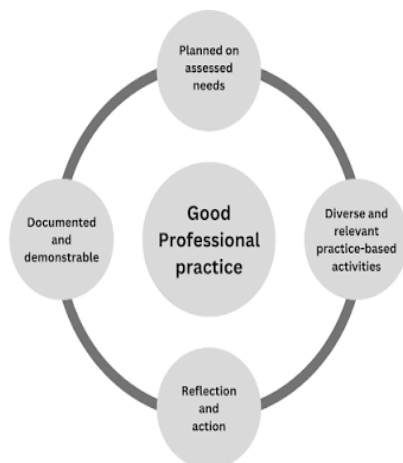 Planned on
assessed
needs
Documented
and
demonstrable
Good
Professional
practice
Diverse and
relevant
practice-based
activities
Reflection
and
action